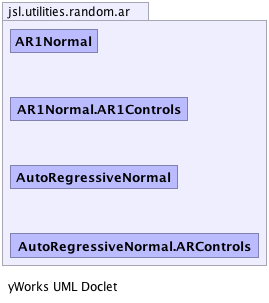 jsl.utilities.random.ar
AR1Normal
AR1Normal.AR1Controls
AutoRegressiveNormal
AutoRegressiveNormal.ARControls
yWorks UML Doclet